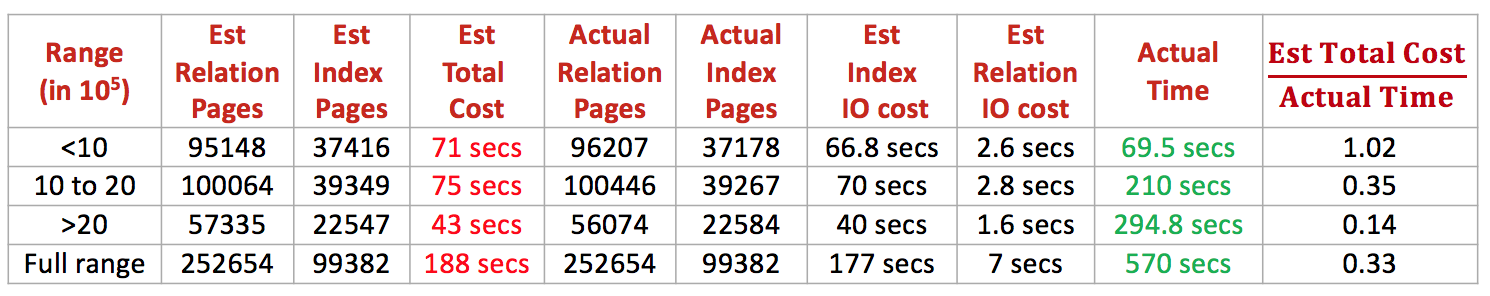 Range (in 10⁵) Est Relation Pages Est Index Pages Est Total Cost Actual Relation Pages Actual Index Pages Est Index IO cost Est Relation IO cost Actual Time Est Total Cost Actual Time
<10 95148 37416 71 secs 96207 37178 66.8 secs 2.6 secs 69.5 secs 1.02
10 to 20 100064 39349 75 secs 100446 39267 70 secs 2.8 secs 210 secs 0.35
>20 57335 22547 43 secs 56074 22584 40 secs 1.6 secs 294.8 secs 0.14
Full range 252654 99382 188 secs 252654 99382 177 secs 7 secs 570 secs 0.33